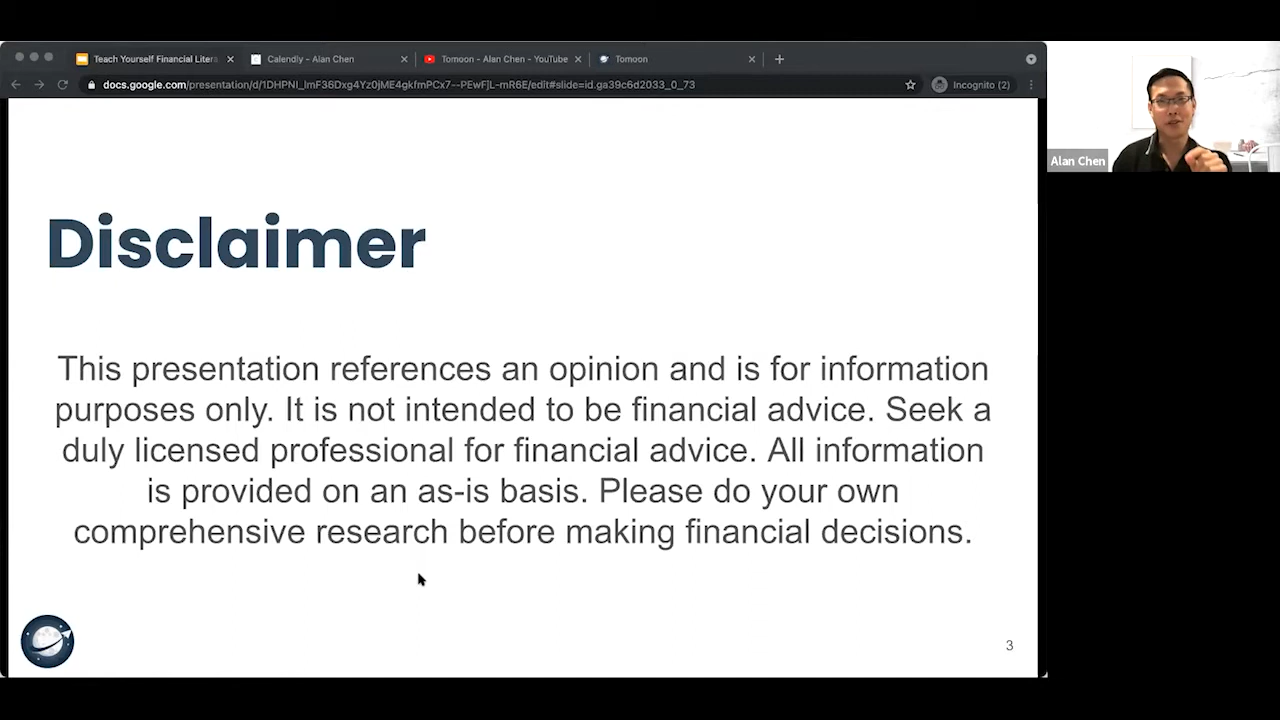 Teach Yourself Financial Litera
Calendly - Alan Chen
Tomoon - Alan Chen - YouTube
Tomoon
docs.google.com/presentation/d/1DHPNI_lmF36Dxg4Yz0jME4gkfmPCx7--PEwFjL-mR6E/edit#slide=id.ga39c6d2033_0_73
Incognito (2)
Alan Chen
Disclaimer
This presentation references an opinion and is for information
purposes only. It is not intended to be financial advice. Seek a
duly licensed professional for financial advice. All information
is provided on an as-is basis. Please do your own
comprehensive research before making financial decisions.
3